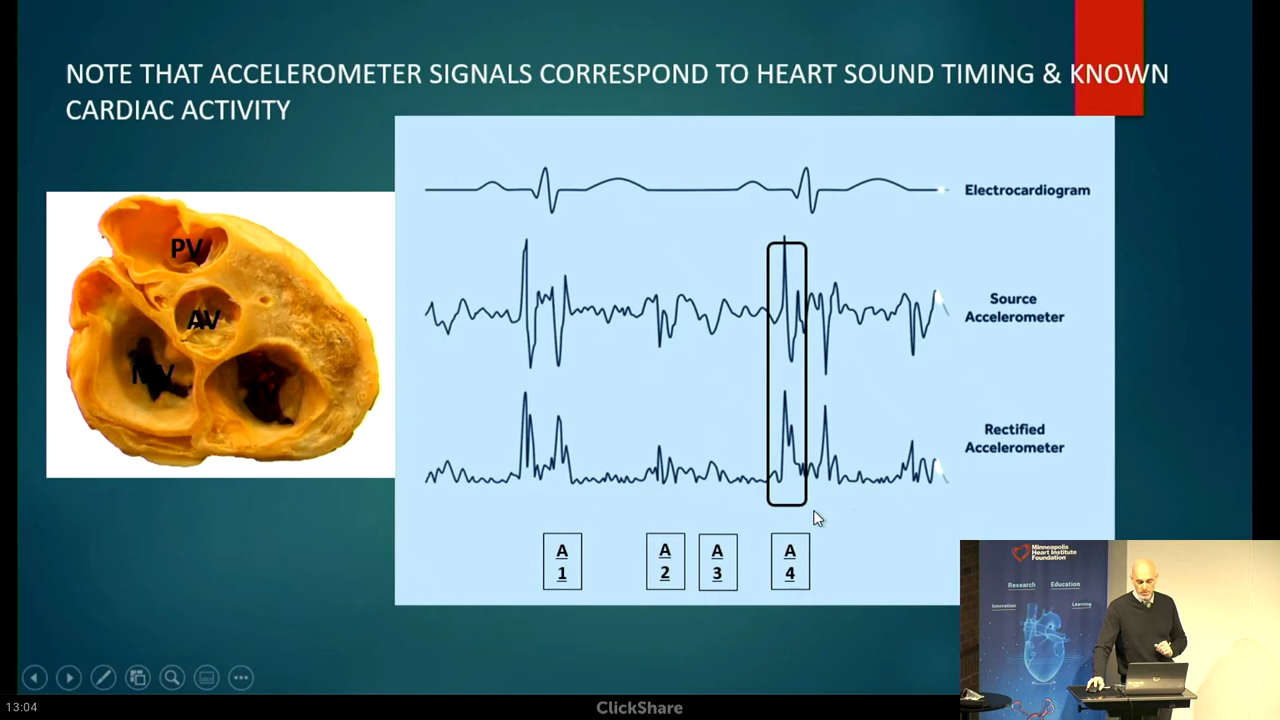 NOTE THAT ACCELEROMETER SIGNALS CORRESPOND TO HEART SOUND TIMING & KNOWN
CARDIAC ACTIVITY
PV
AV
MV
Electrocardiogram
Source
Accelerometer
Rectified
Accelerometer
A
1
A
2
A
3
A
4
Minneapolis
Heart Institute
Foundation
Research
Education
Innovation
Learning
13:04
ClickShare